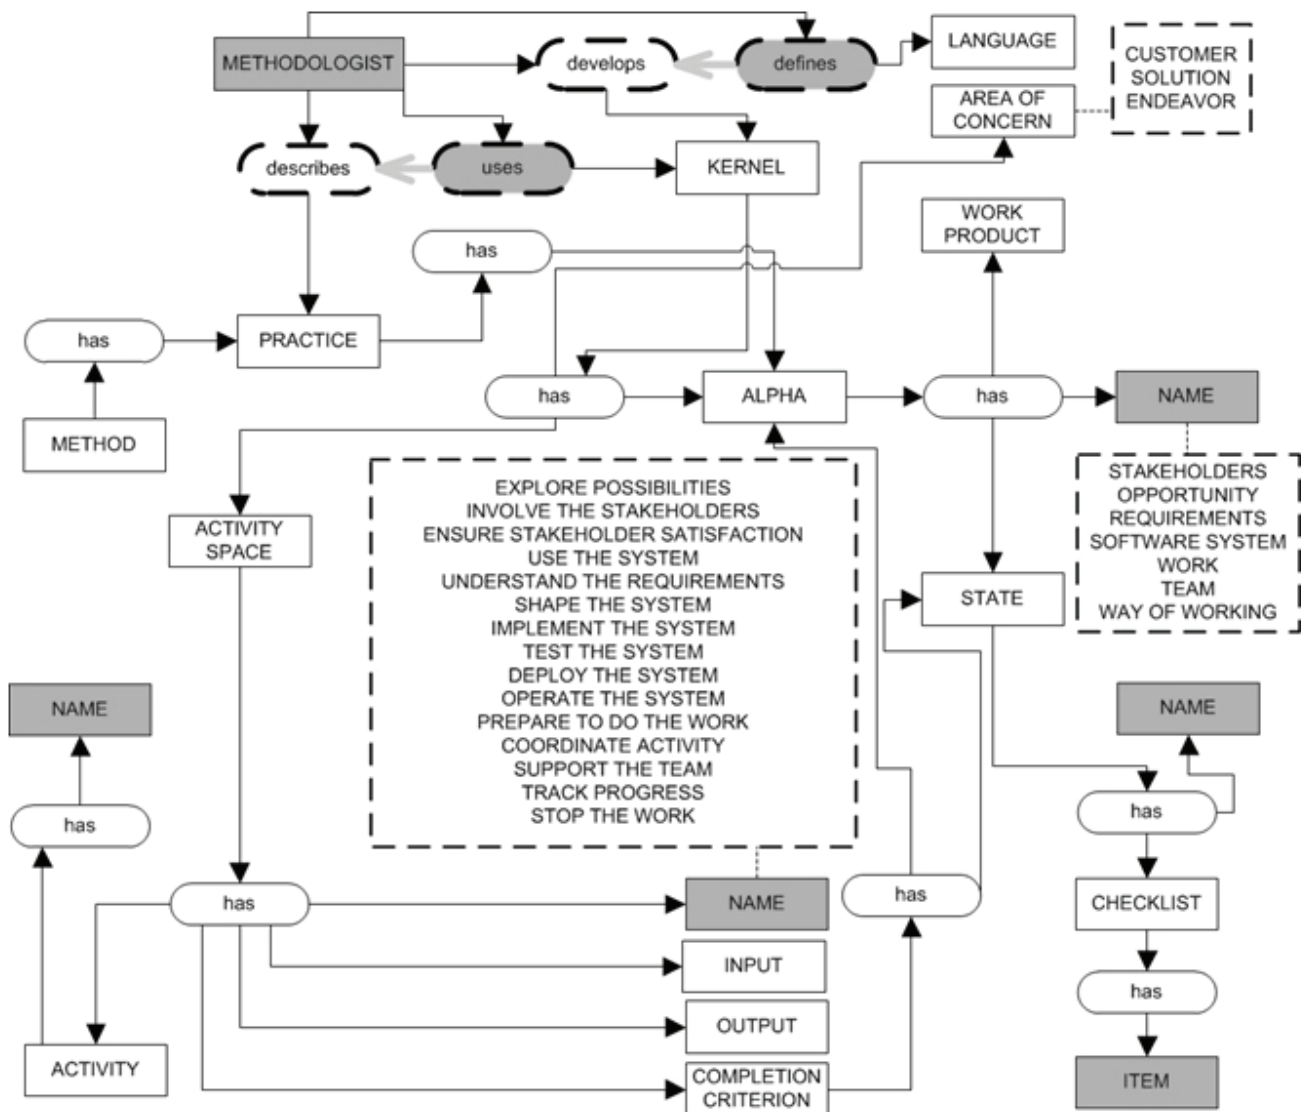 LANGUAGE
METHODOLOGIST
develops
defines
CUSTOMER
SOLUTION
ENDEAVOR
AREA OF
CONCERN
describes
uses
KERNEL
WORK
PRODUCT
has
has
PRACTICE
METHOD
has
ALPHA
has
NAME
STAKEHOLDERS
OPPORTUNITY
REQUIREMENTS
SOFTWARE SYSTEM
WORK
TEAM
WAY OF WORKING
ACTIVITY
SPACE
EXPLORE POSSIBILITIES
INVOLVE THE STAKEHOLDERS
ENSURE STAKEHOLDER SATISFACTION
USE THE SYSTEM
UNDERSTAND THE REQUIREMENTS
SHAPE THE SYSTEM
IMPLEMENT THE SYSTEM
TEST THE SYSTEM
DEPLOY THE SYSTEM
OPERATE THE SYSTEM
PREPARE TO DO THE WORK
COORDINATE ACTIVITY
SUPPORT THE TEAM
TRACK PROGRESS
STOP THE WORK
STATE
NAME
has
NAME
has
CHECKLIST
has
ITEM
has
NAME
has
INPUT
OUTPUT
COMPLETION
CRITERION
ACTIVITY